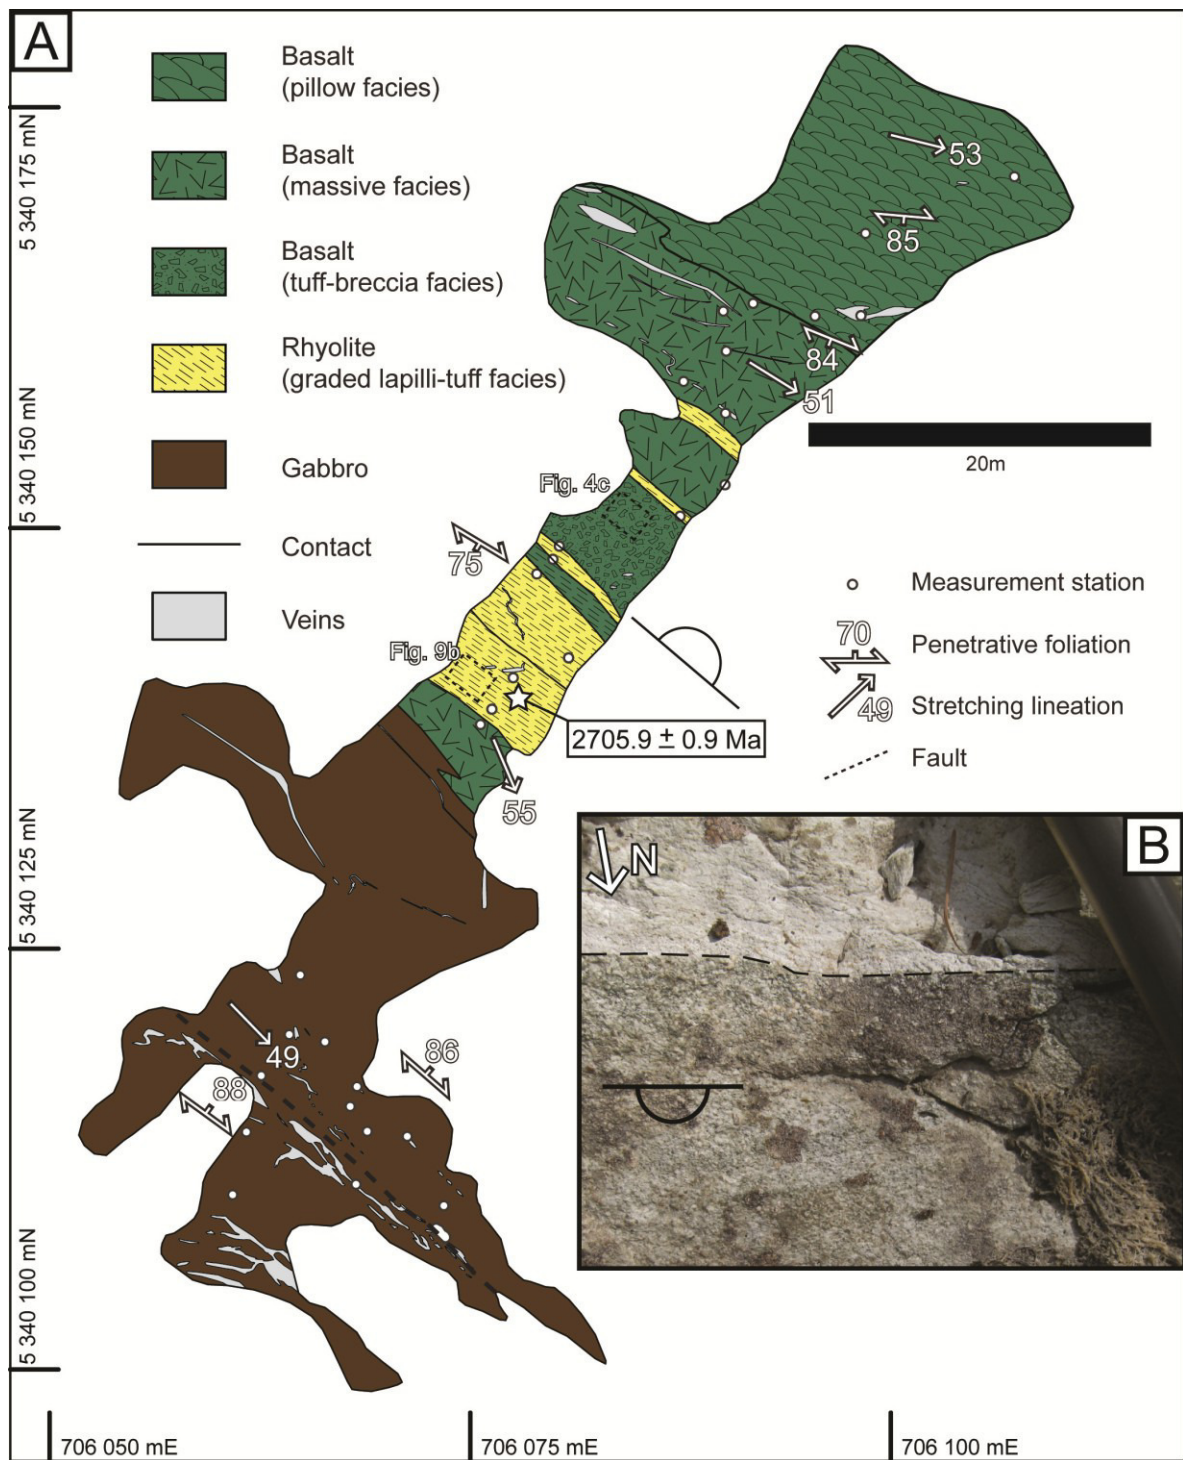 A
Basalt
(pillow facies)
Basalt
(massive facies)
Basalt
(tuff-breccia facies)
Rhyolite
(graded lapilli-tuff facies)
Gabbro
Contact
Veins
5 340 175 mN
5 340 150 mN
5 340 125 mN
5 340 100 mN
53
85
84
51
20m
Fig. 4c
75
Fig. 9b
2705.9 ± 0.9 Ma
55
Measurement station
70
Penetrative foliation
Stretching lineation
49
Fault
49
86
88
B
N
706 050 mE
706 075 mE
706 100 mE